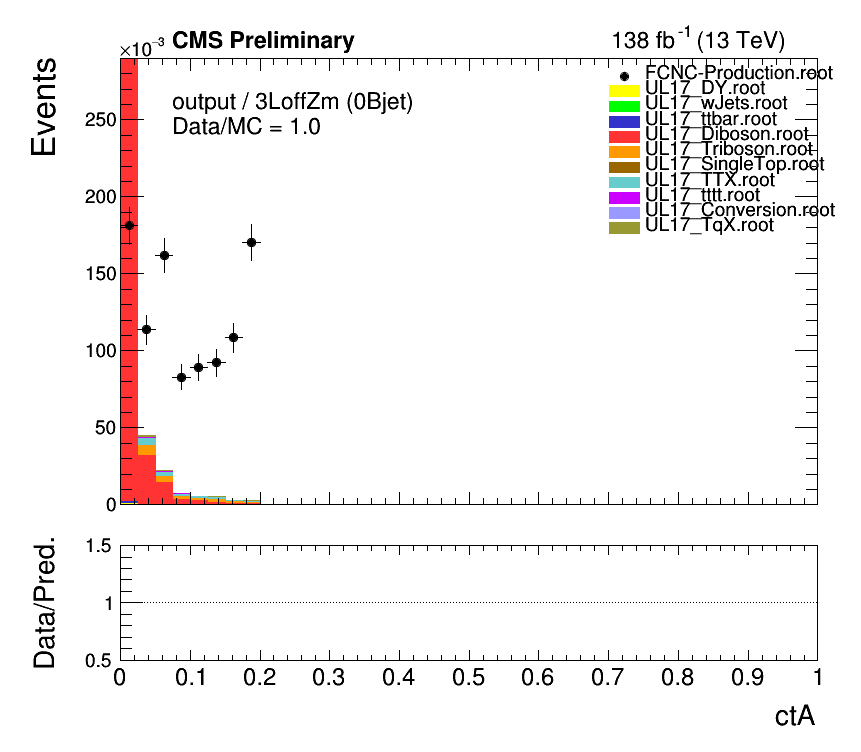 ×10⁻³ CMS Preliminary 138 fb⁻¹ (13 TeV)
Events
output / 3LoffZm (0Bjet)
Data/MC = 1.0
FCNC-Production.root
UL17_DY.root
UL17_wJets.root
UL17_ttbar.root
UL17_Diboson.root
UL17_Triboson.root
UL17_SingleTop.root
UL17_TTX.root
UL17_tttt.root
UL17_Conversion.root
UL17_TqX.root
250
200
150
100
50
0
Data/Pred.
1.5
1
0.5
0 0.1 0.2 0.3 0.4 0.5 0.6 0.7 0.8 0.9 1
ctA